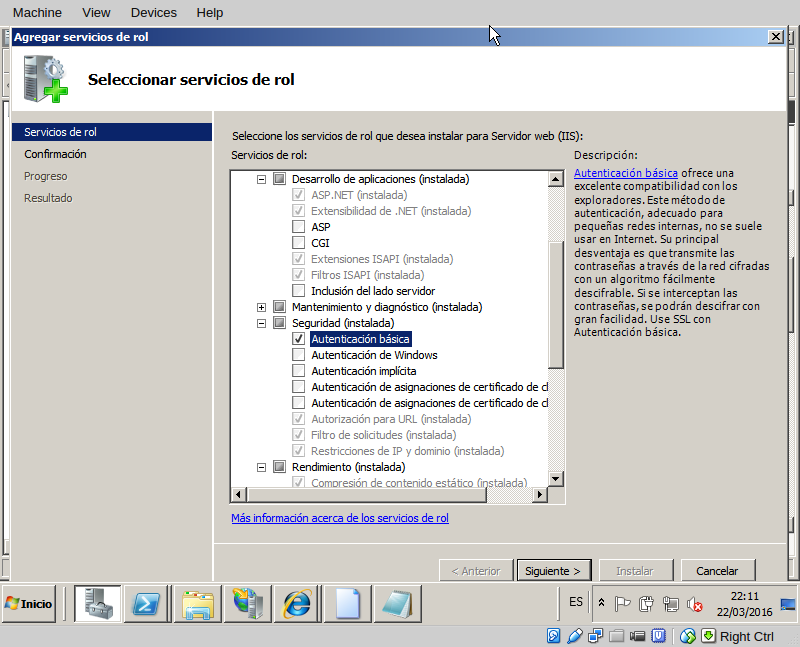 Machine View Devices Help
Agregar servicios de rol
Seleccionar servicios de rol
Servicios de rol
Confirmación
Progreso
Resultado
Seleccione los servicios de rol que desea instalar para Servidor web (IIS):
Servicios de rol:
Desarrollo de aplicaciones (instalada)
ASP.NET (instalada)
Extensibilidad de .NET (instalada)
ASP
CGI
Extensiones ISAPI (instalada)
Filtros ISAPI (instalada)
Inclusión del lado servidor
Mantenimiento y diagnóstico (instalada)
Seguridad (instalada)
Autenticación básica
Autenticación de Windows
Autenticación implícita
Autenticación de asignaciones de certificado de cl
Autenticación de asignaciones de certificado de cl
Autorización para URL (instalada)
Filtro de solicitudes (instalada)
Restricciones de IP y dominio (instalada)
Rendimiento (instalada)
Compresión de contenido estático (instalada)
Más información acerca de los servicios de rol
Descripción:
Autenticación básica ofrece una
excelente compatibilidad con los
exploradores. Este método de
autenticación, adecuado para
pequeñas redes internas, no se suele
usar en Internet. Su principal
desventaja es que transmite las
contraseñas a través de la red cifradas
con un algoritmo fácilmente
descifrable. Si se interceptan las
contraseñas, se podrán descifrar con
gran facilidad. Use SSL con
Autenticación básica.
< Anterior Siguiente > Instalar Cancelar
Inicio
ES
22:11
22/03/2016
Right Ctrl